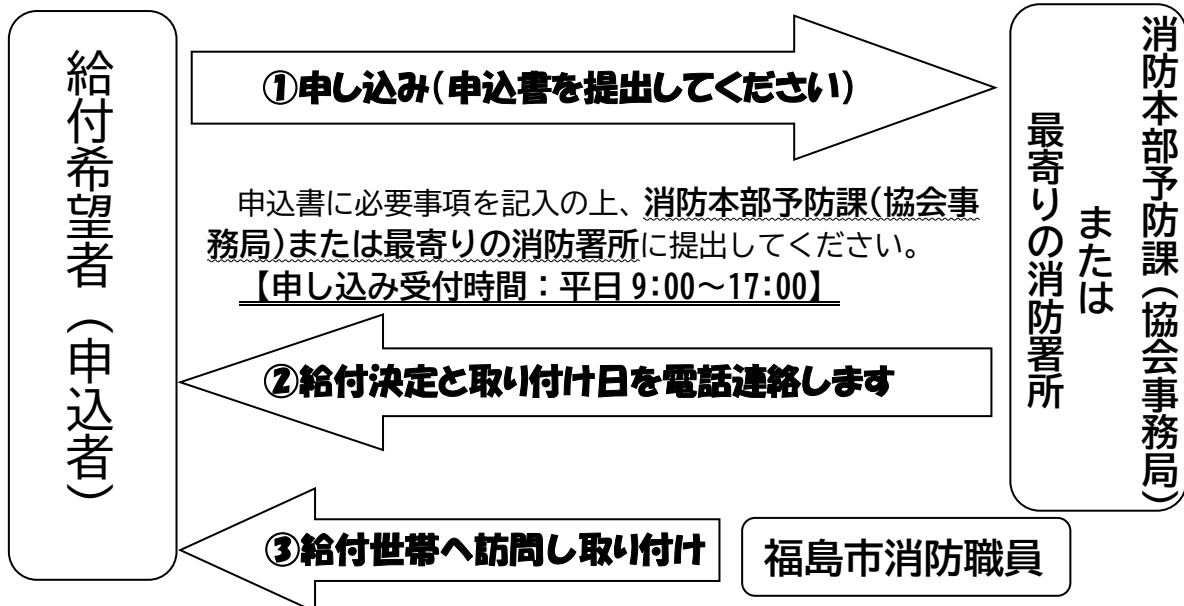 給付希望者（申込者）
①申し込み（申込書を提出してください）
申込書に必要事項を記入の上、消防本部予防課(協会事
務局)または最寄りの消防署所に提出してください。
【申し込み受付時間：平日 9:00～17:00】
消防本部予防課（協会事務局）
または
最寄りの消防署所
②給付決定と取り付け日を電話連絡します
③給付世帯へ訪問し取り付け
福島市消防職員